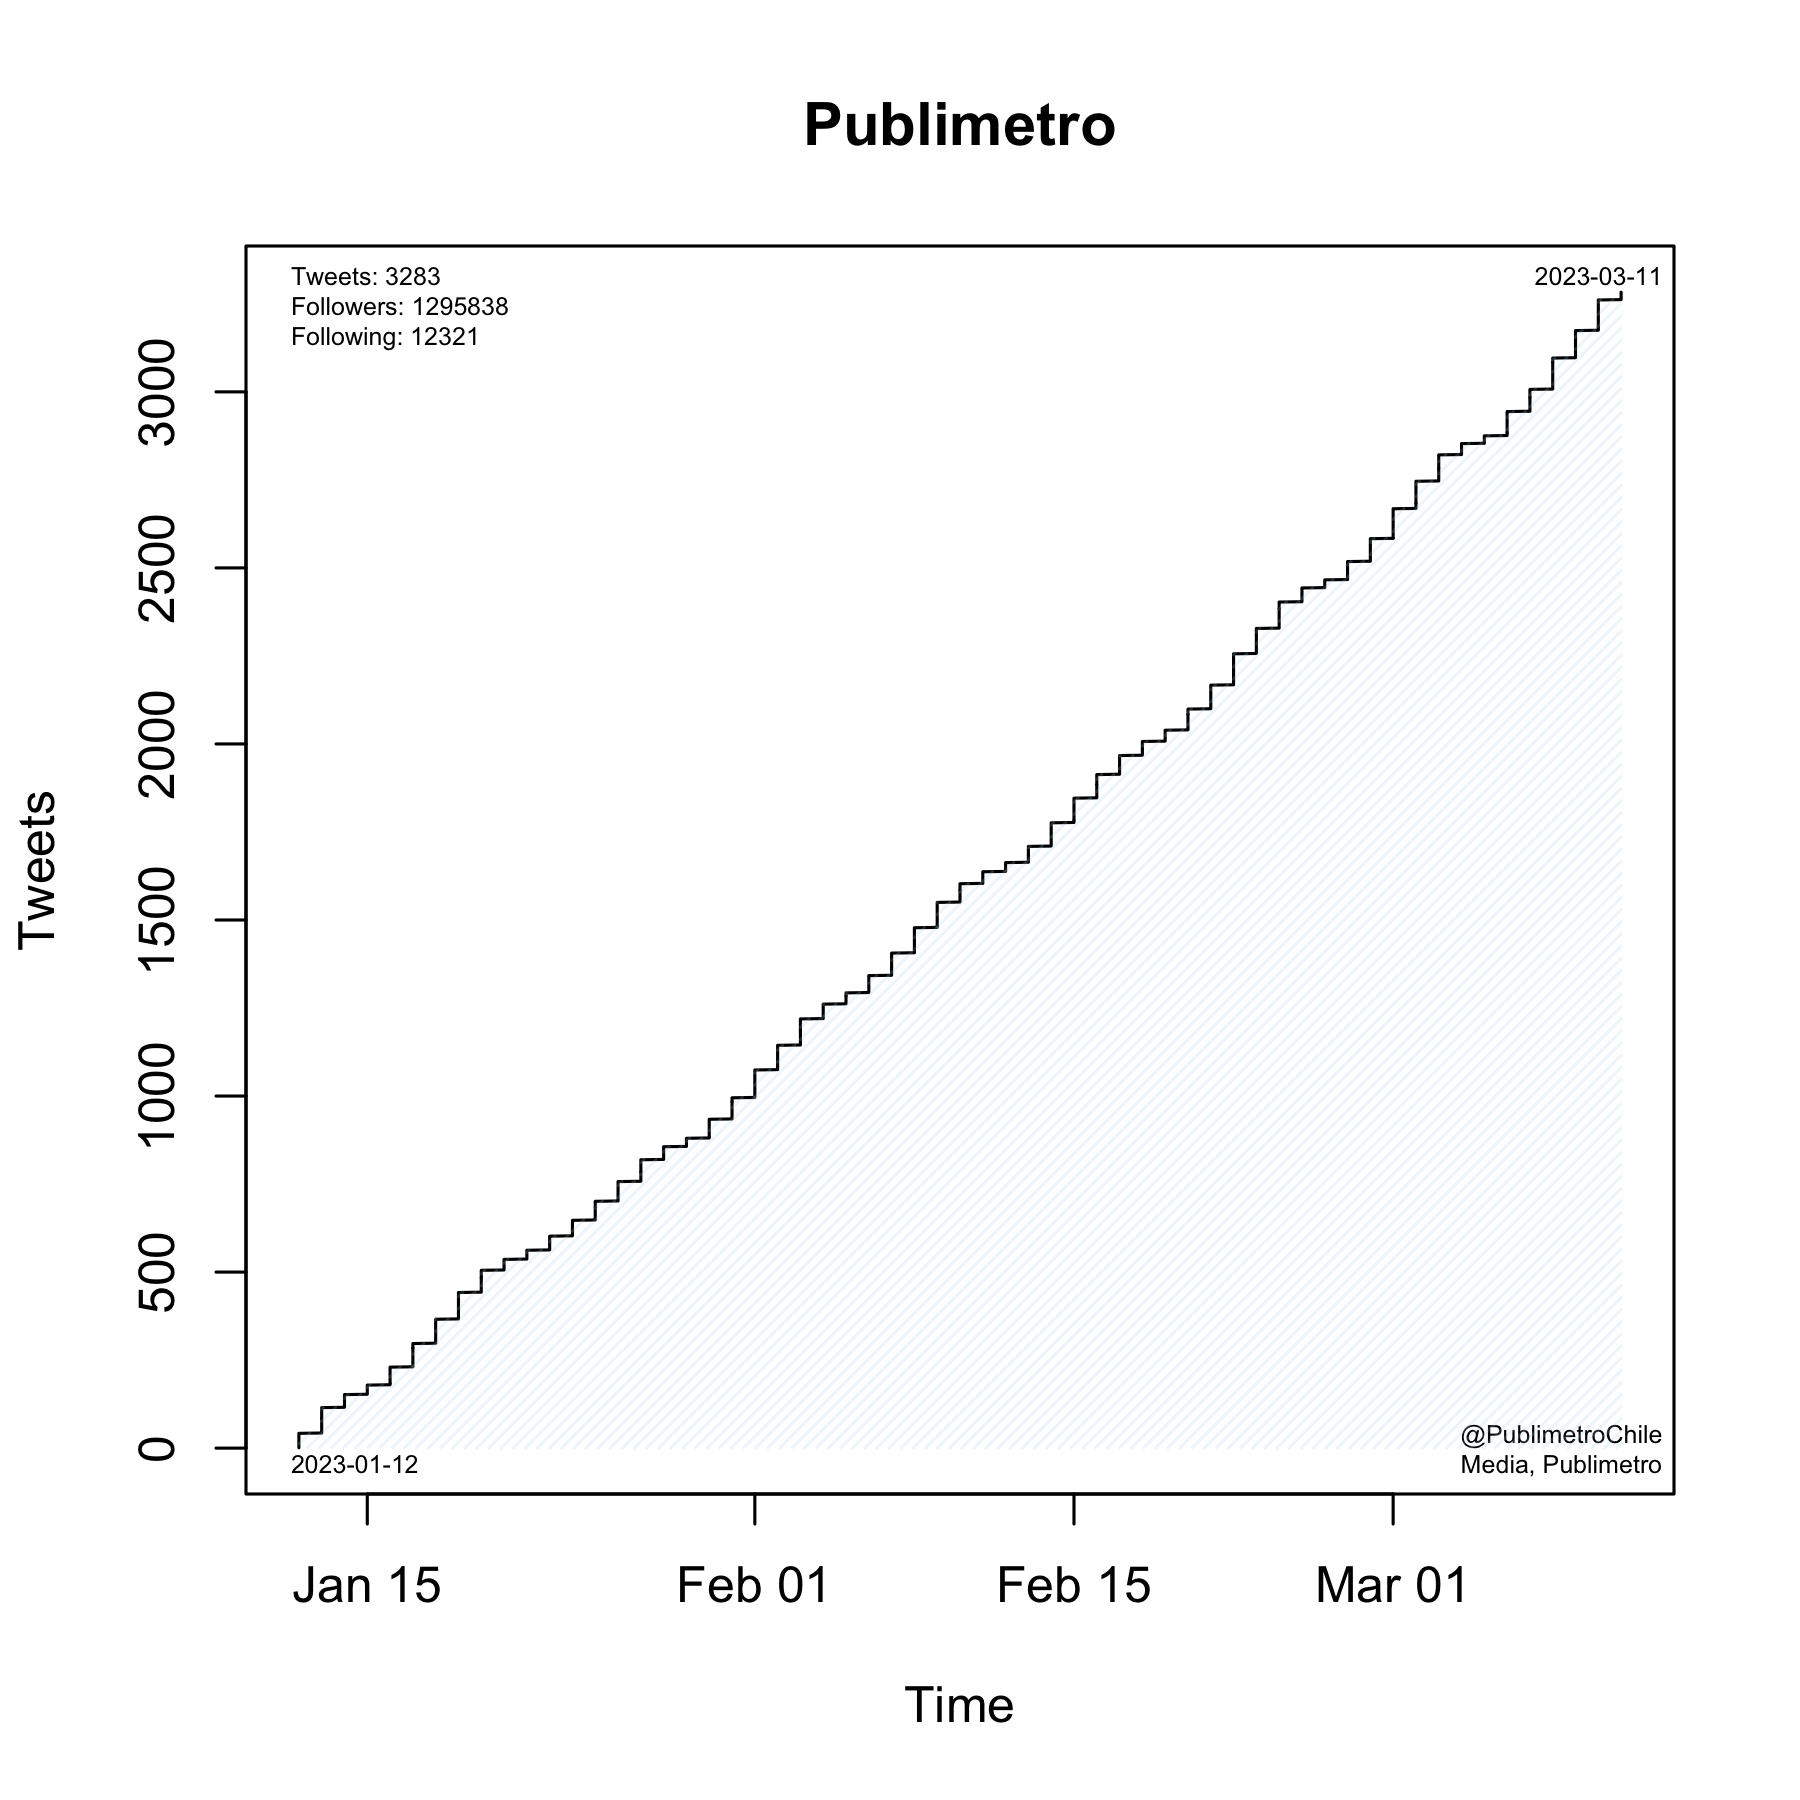 Publimetro
Tweets: 3283
Followers: 1295838
Following: 12321
2023-03-11
3000
2500
2000
1500
1000
500
0
Tweets
@PublimetroChile
Media, Publimetro
2023-01-12
Jan 15
Feb 01
Feb 15
Mar 01
Time